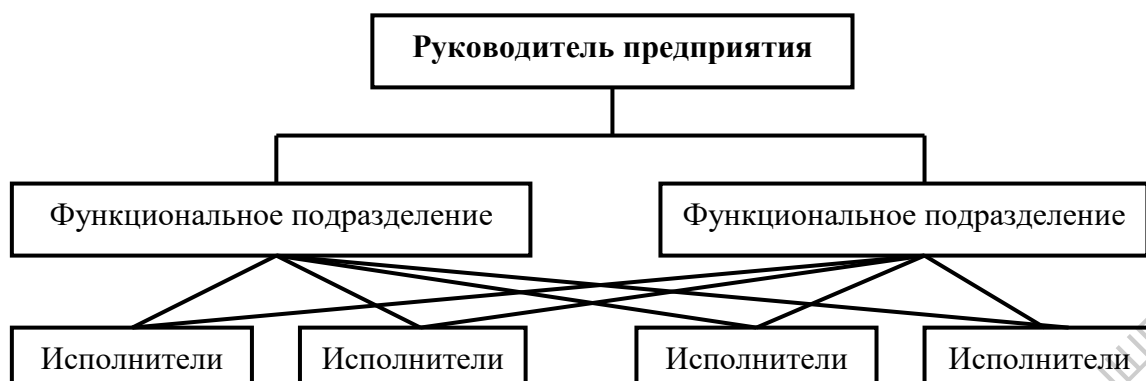 Руководитель предприятия
Функциональное подразделение
Функциональное подразделение
Исполнители
Исполнители
Исполнители
Исполнители